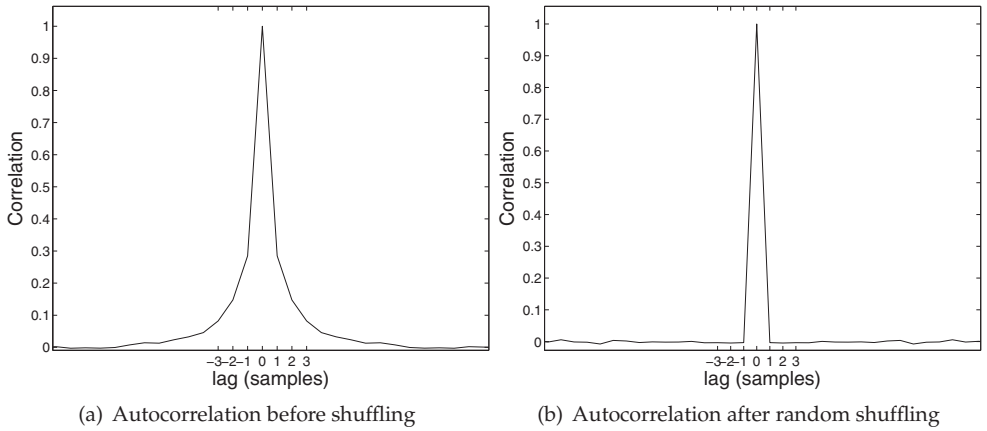 1
0.9
0.8
0.7
0.6
0.5
0.4
0.3
0.2
0.1
0
Correlation
−3−2−1 0 1 2 3
lag (samples)
(a) Autocorrelation before shuffling
1
0.9
0.8
0.7
0.6
0.5
0.4
0.3
0.2
0.1
0
Correlation
−3−2−1 0 1 2 3
lag (samples)
(b) Autocorrelation after random shuffling